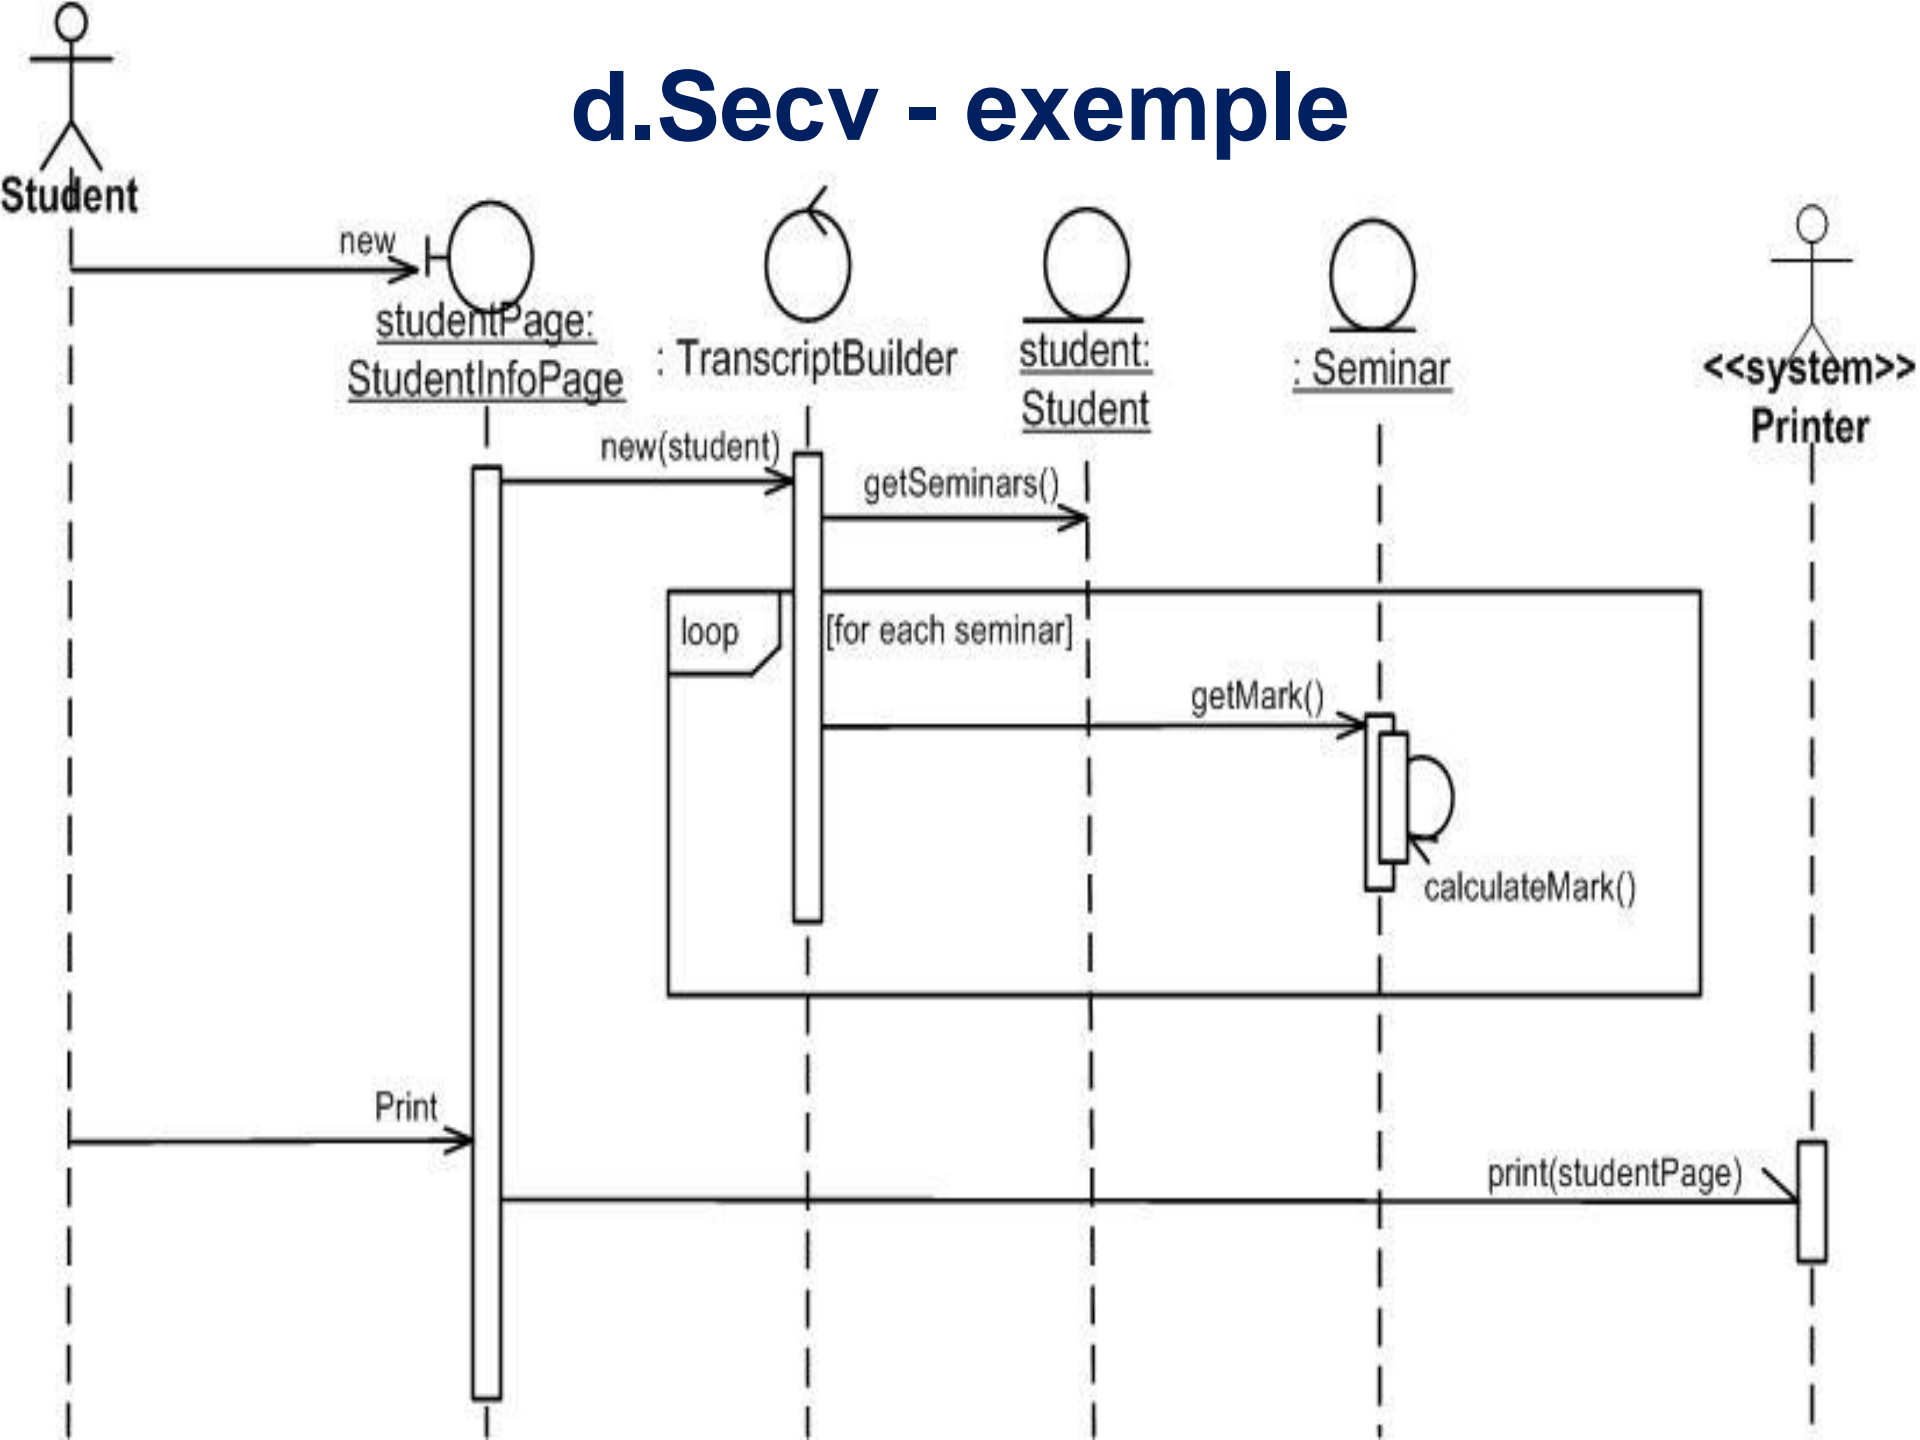 d.Secv - exemple
Student
new
studentPage:
StudentInfoPage
: TranscriptBuilder
student:
Student
: Seminar
<<system>>
Printer
new(student)
getSeminars()
loop
[for each seminar]
getMark()
calculateMark()
Print
print(studentPage)